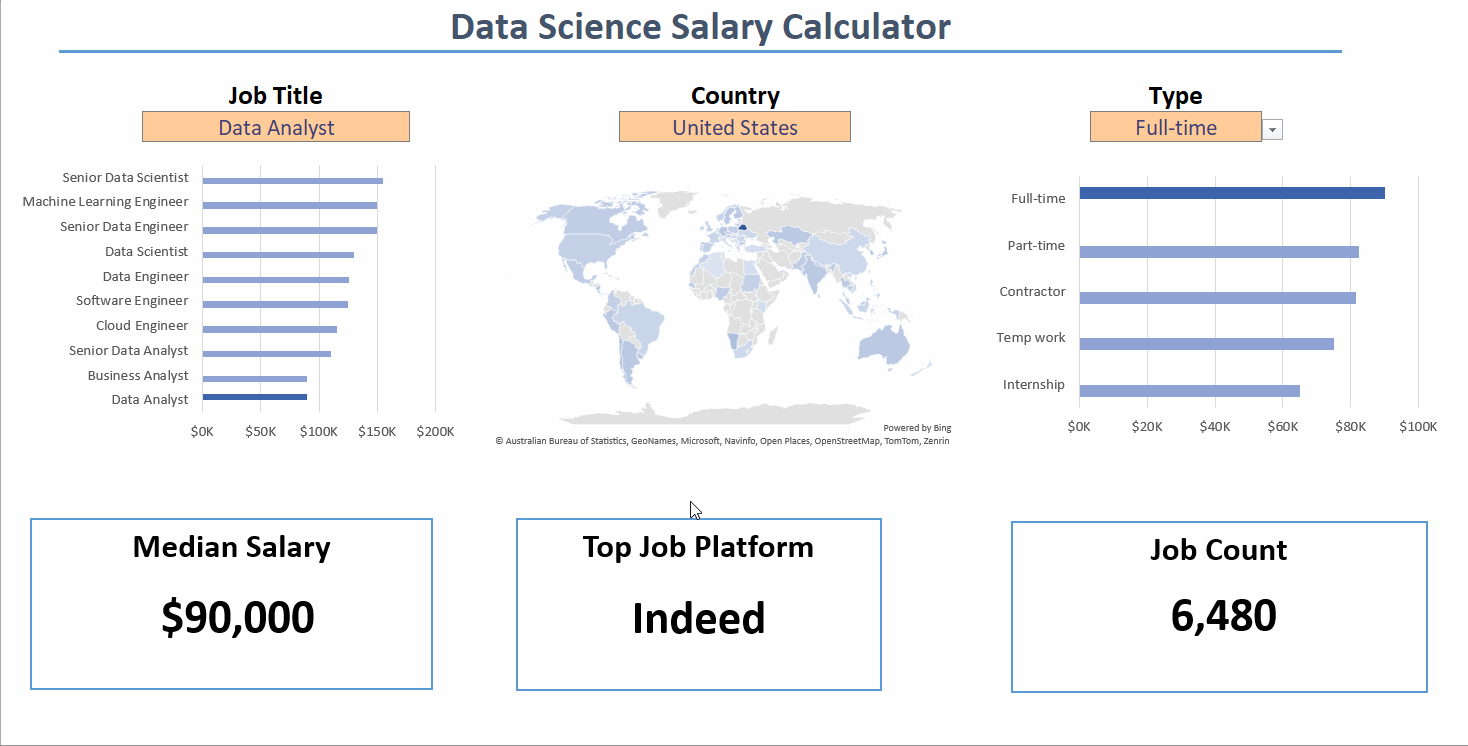 Data Science Salary Calculator
Job Title
Data Analyst
Country
United States
Type
Full-time
Senior Data Scientist
Machine Learning Engineer
Senior Data Engineer
Data Scientist
Data Engineer
Software Engineer
Cloud Engineer
Senior Data Analyst
Business Analyst
Data Analyst
$0K $50K $100K $150K $200K
Powered by Bing
© Australian Bureau of Statistics, GeoNames, Microsoft, Navinfo, Open Places, OpenStreetMap, TomTom, Zenrin
Full-time
Part-time
Contractor
Temp work
Internship
$0K $20K $40K $60K $80K $100K
Median Salary
$90,000
Top Job Platform
Indeed
Job Count
6,480